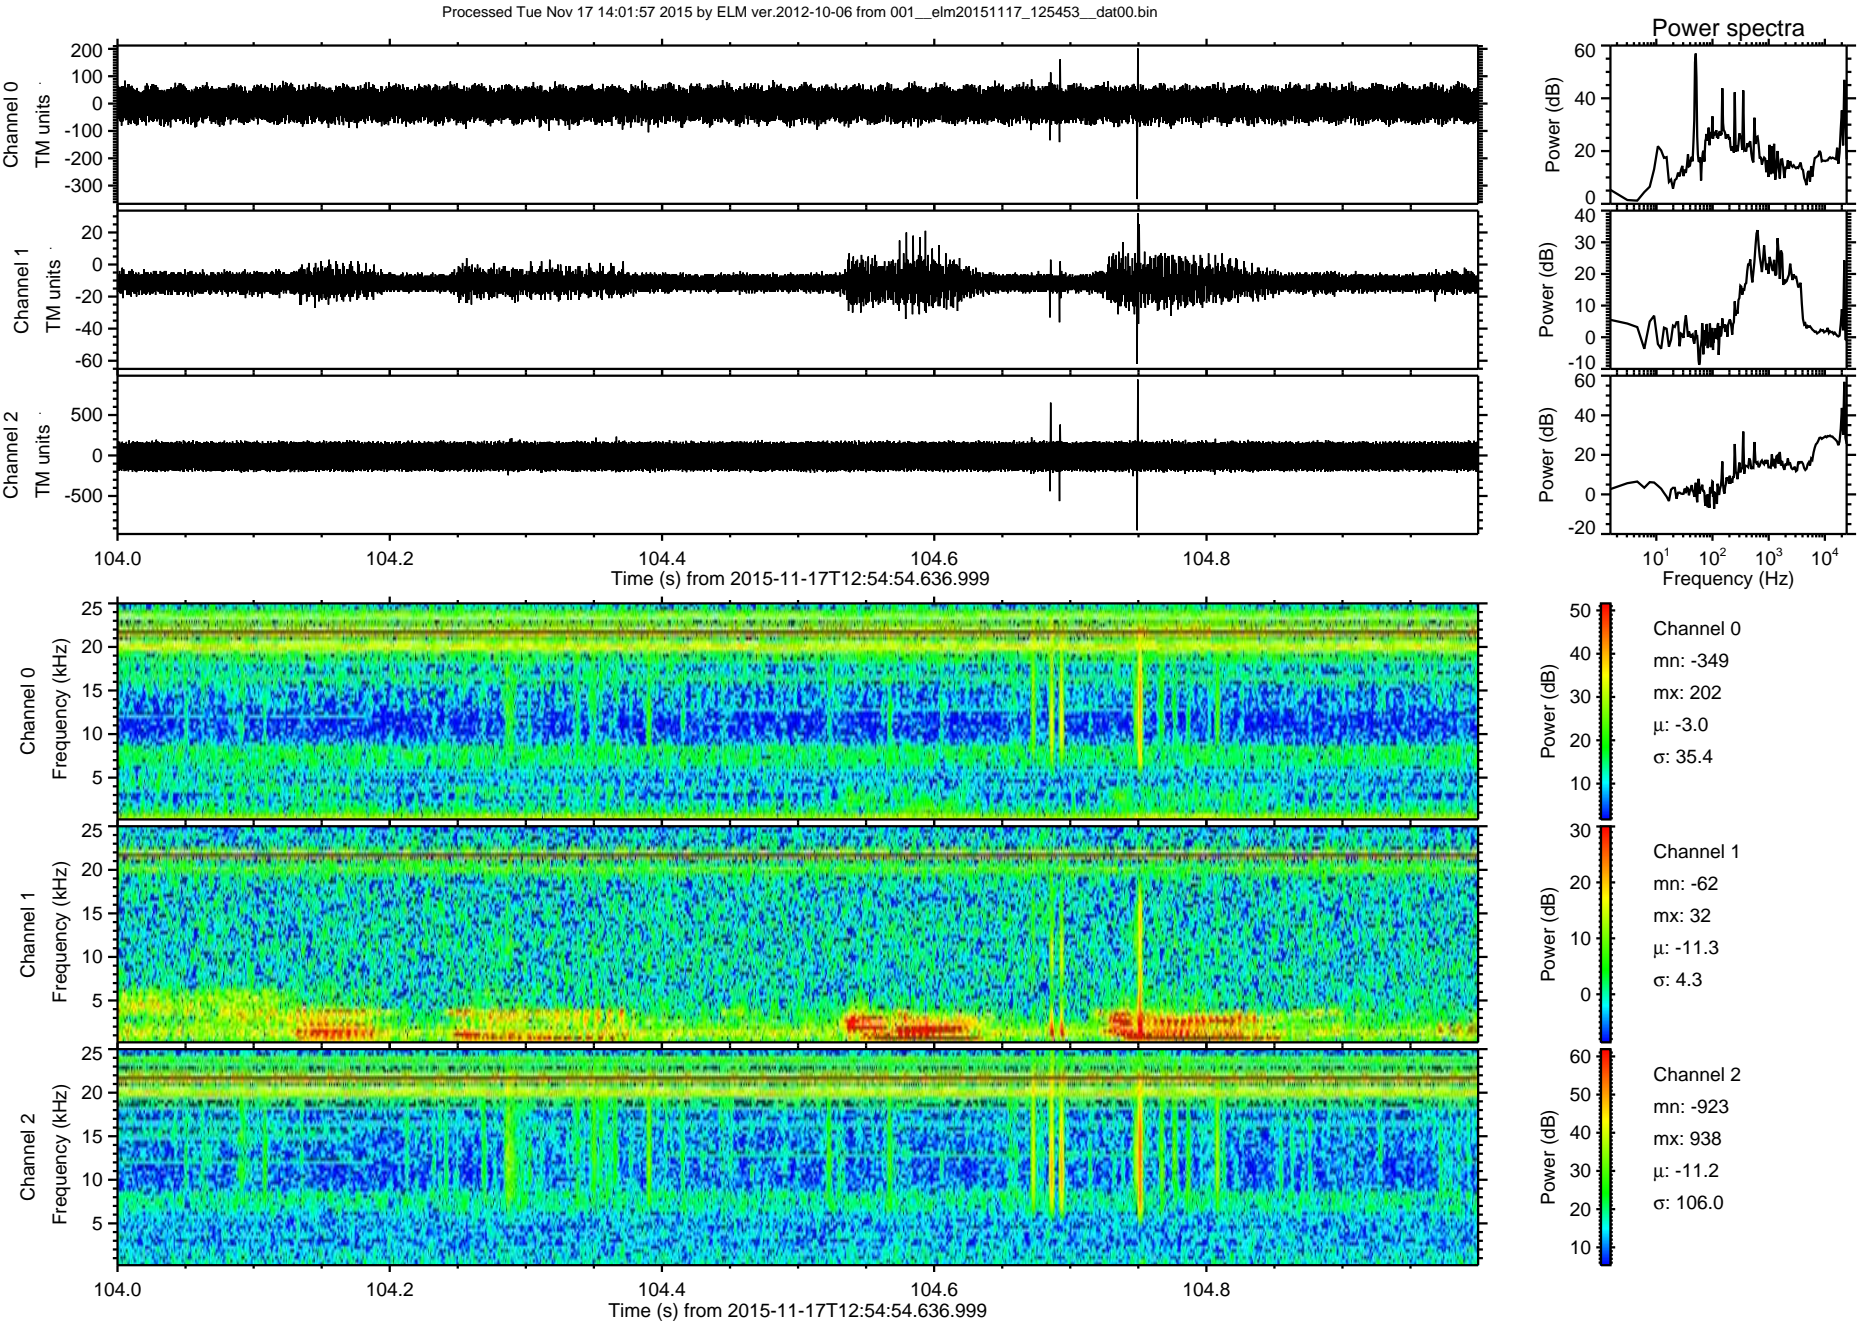 Processed Tue Nov 17 14:01:57 2015 by ELM ver.2012-10-06 from 001__elm20151117_125453__dat00.bin
Power spectra
Channel 0
TM units
200
100
0
-100
-200
-300
Power (dB)
60
40
20
0
Channel 1
TM units
20
0
-20
-40
-60
Power (dB)
40
30
20
10
0
-10
Channel 2
TM units
500
0
-500
Power (dB)
60
40
20
0
-20
104.0 104.2 104.4 104.6 104.8
Time (s) from 2015-11-17T12:54:54.636.999
10^1 10^2 10^3 10^4
Frequency (Hz)
Channel 0
Frequency (kHz)
25
20
15
10
5
Power (dB)
50
40
30
20
10
Channel 0
mn: -349
mx: 202
μ: -3.0
σ: 35.4
Channel 1
Frequency (kHz)
25
20
15
10
5
Power (dB)
30
20
10
0
Channel 1
mn: -62
mx: 32
μ: -11.3
σ: 4.3
Channel 2
Frequency (kHz)
25
20
15
10
5
Power (dB)
60
50
40
30
20
10
Channel 2
mn: -923
mx: 938
μ: -11.2
σ: 106.0
104.0 104.2 104.4 104.6 104.8
Time (s) from 2015-11-17T12:54:54.636.999